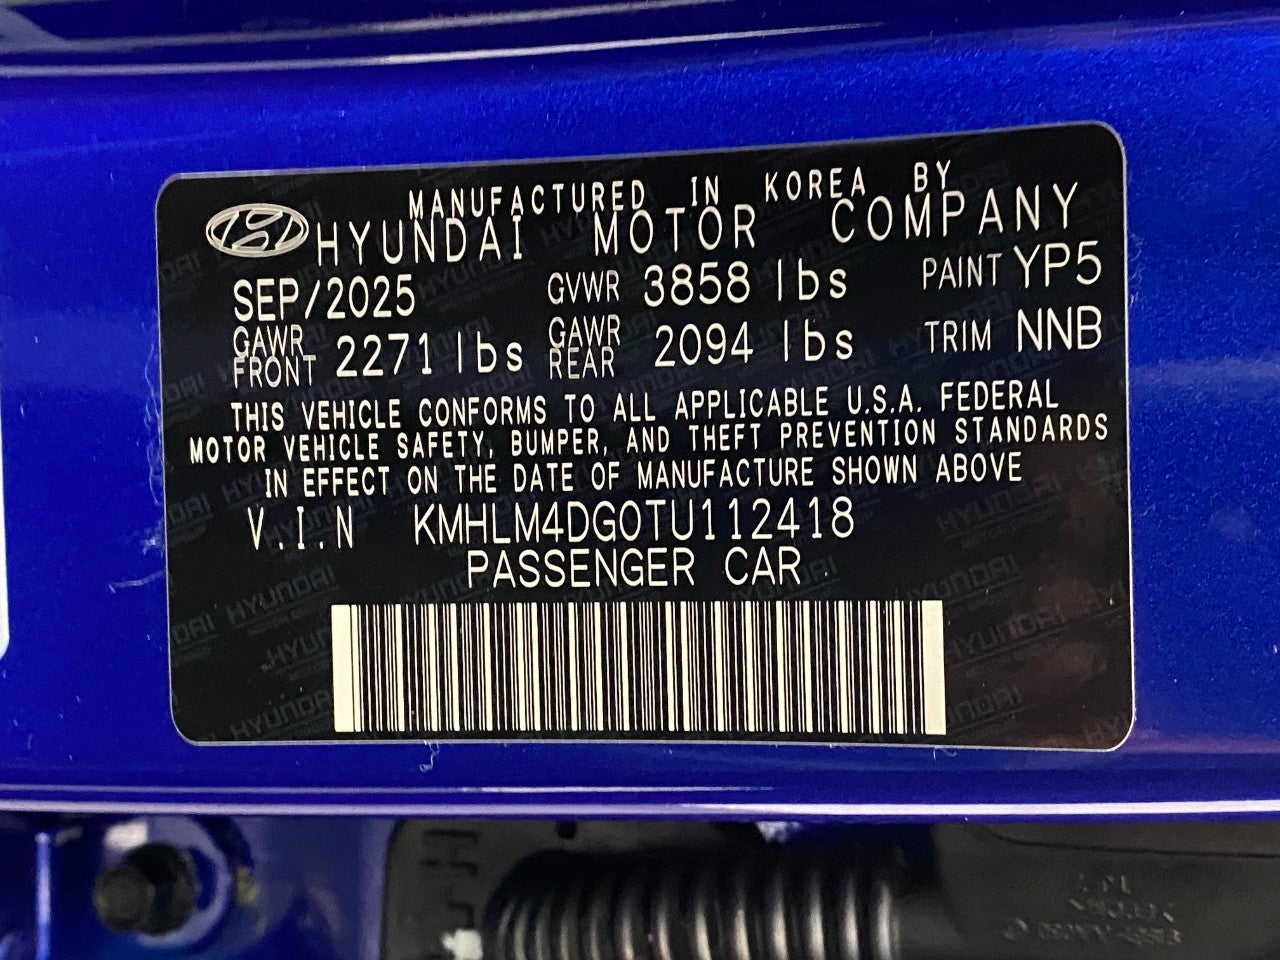 MANUFACTURED IN KOREA BY
HYUNDAI MOTOR COMPANY
SEP/2025 GVWR 3858 lbs PAINT YP5
GAWR FRONT 2271 lbs GAWR REAR 2094 lbs TRIM NNB
THIS VEHICLE CONFORMS TO ALL APPLICABLE U.S.A. FEDERAL
MOTOR VEHICLE SAFETY, BUMPER, AND THEFT PREVENTION STANDARDS
IN EFFECT ON THE DATE OF MANUFACTURE SHOWN ABOVE
V.I.N KMHLM4DG0TU112418
PASSENGER CAR